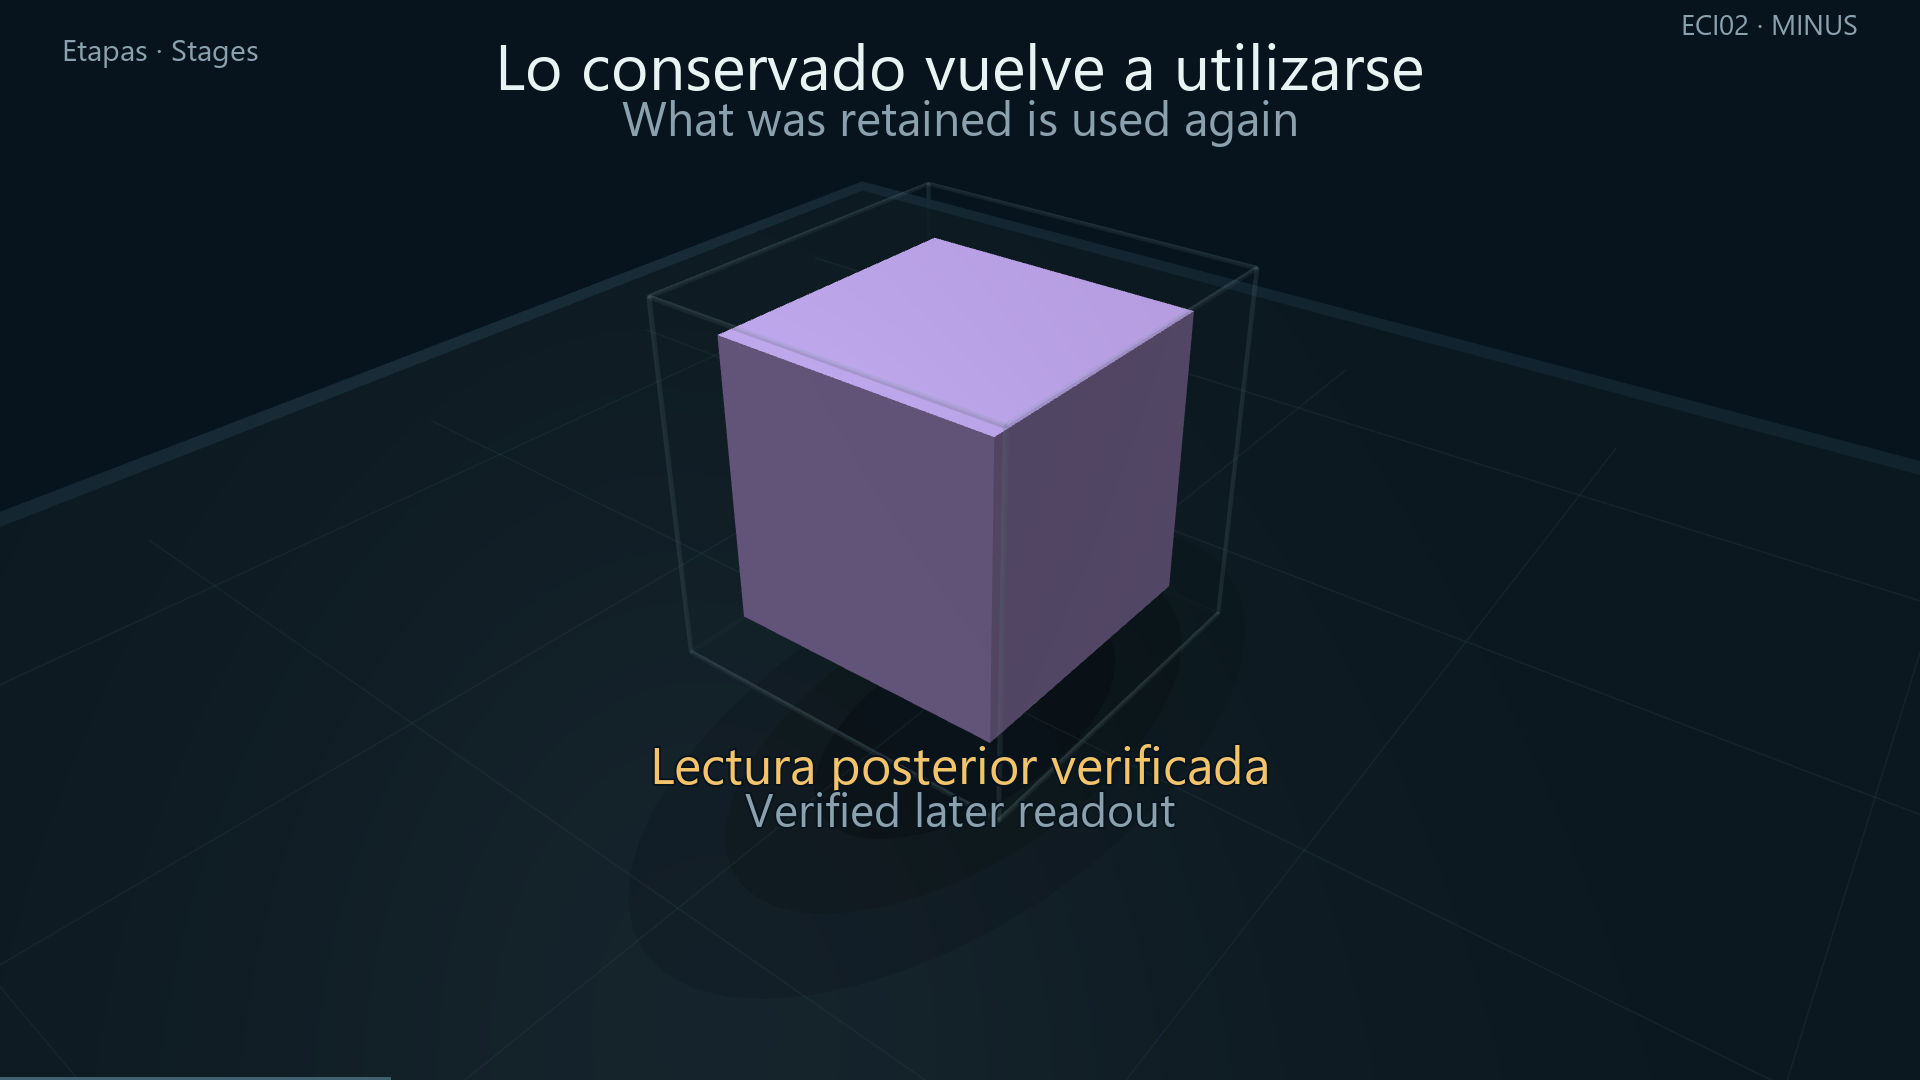 Etapas · Stages
ECI02 · MINUS
Lo conservado vuelve a utilizarse
What was retained is used again
Lectura posterior verificada
Verified later readout